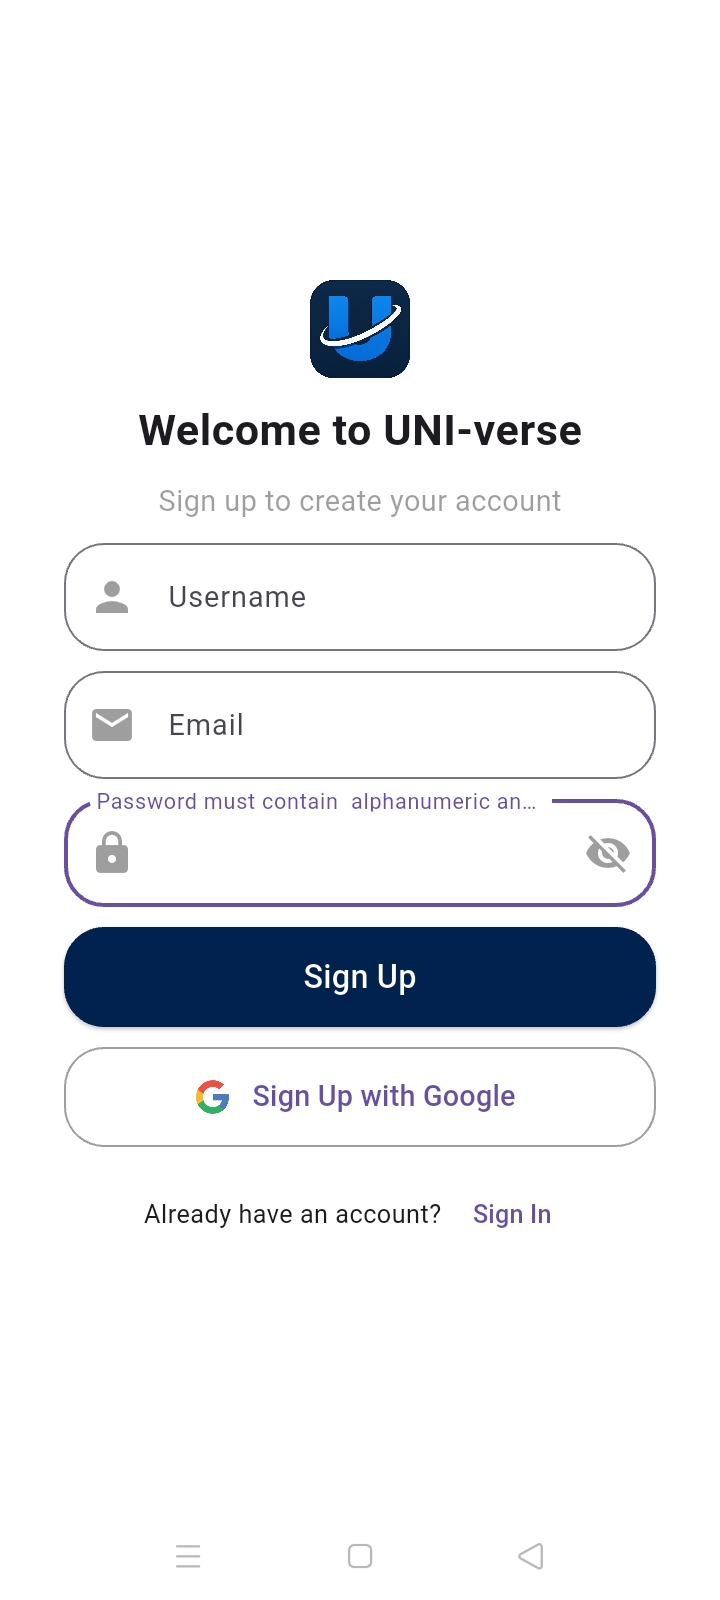 Welcome to UNI-verse
Sign up to create your account
Username
Email
Password must contain  alphanumeric an...
Sign Up
Sign Up with Google
Already have an account? Sign In